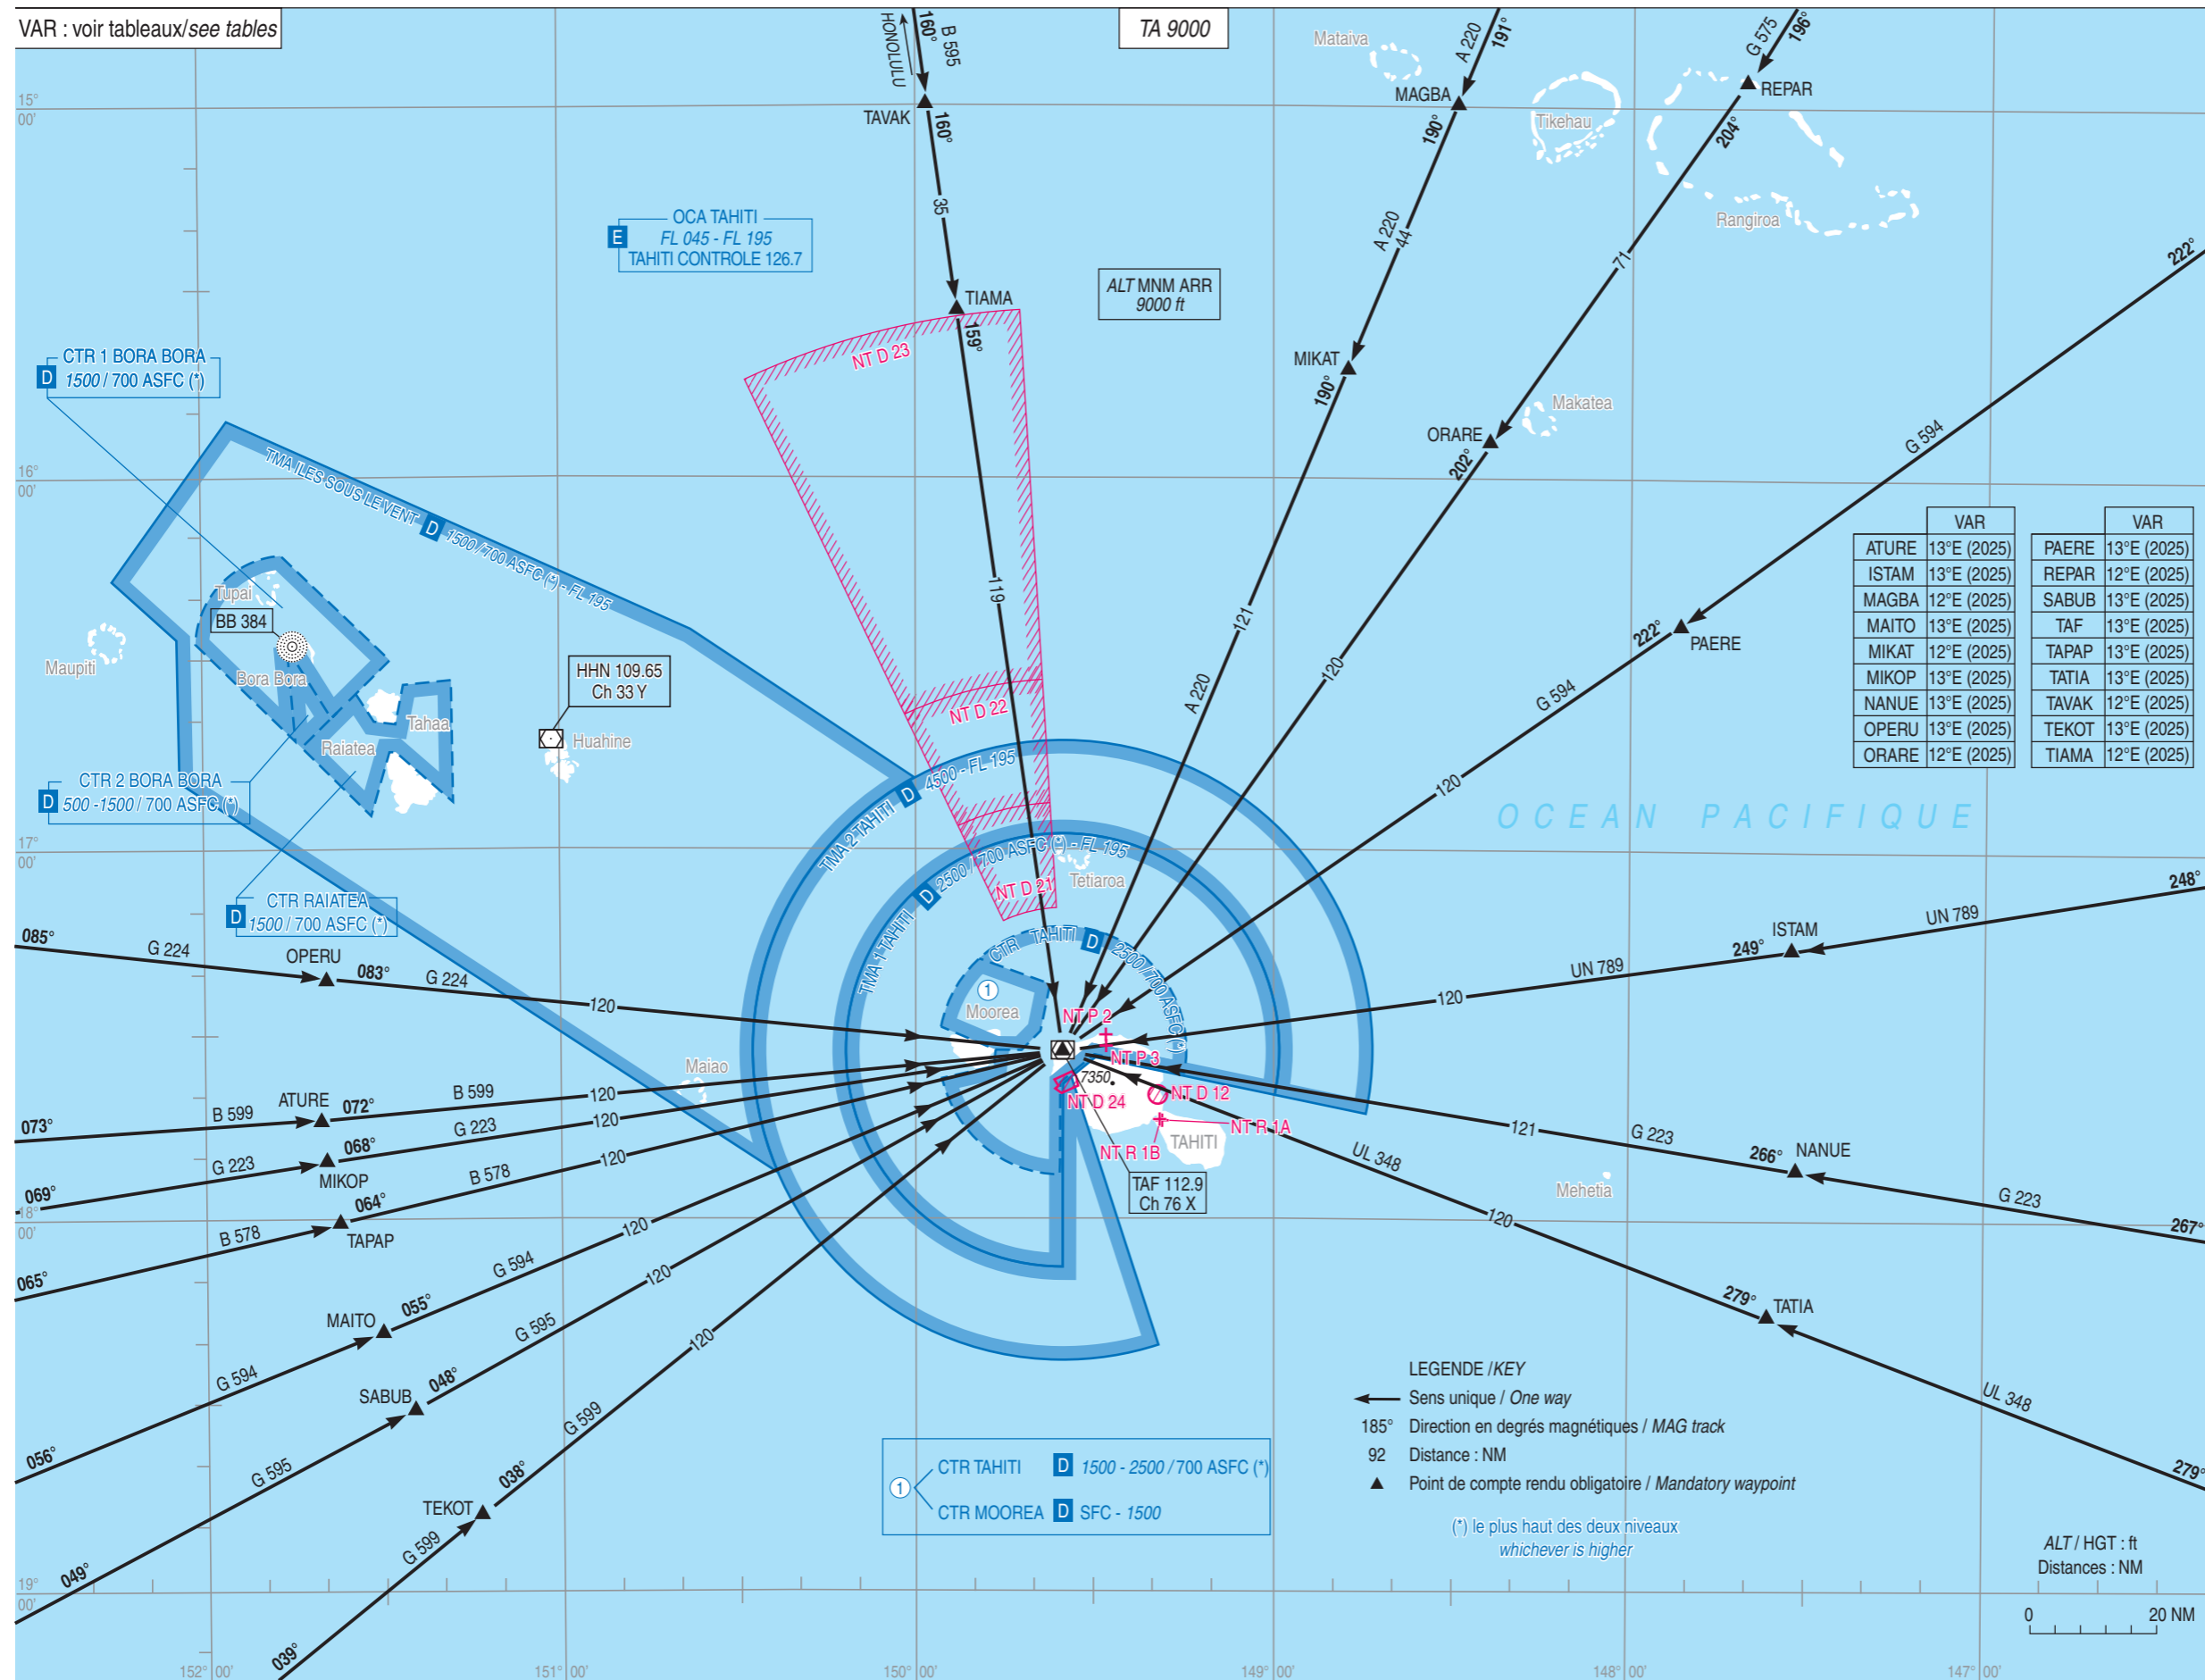 VAR : voir tableaux/see tables
TA 9000
HONOLULU
160°
B 595
TAVAK
160°
35
TIAMA
159°
119
A 220
191°
MAGBA
190°
A 220
44
MIKAT
190°
121
A 220
G 575
196°
REPAR
204°
71
ORARE
202°
120
222°
G 594
PAERE
222°
G 594
120
Mataiva
Tikehau
Rangiroa
Makatea
15°
00'
OCA TAHITI
E
FL 045 - FL 195
TAHITI CONTROLE 126.7
ALT MNM ARR
9000 ft
CTR 1 BORA BORA
D
1500 / 700 ASFC (*)
16°
00'
TMA ILES SOUS LE VENT D 1500 / 700 ASFC (*) - FL 195
NT D 23
NT D 22
NT D 21
Tupai
BB 384
Maupiti
Bora Bora
Tahaa
Raiatea
HHN 109.65
Ch 33 Y
Huahine
CTR 2 BORA BORA
D
500 -1500 / 700 ASFC (*)
CTR RAIATEA
D
1500 / 700 ASFC (*)
17°
00'
VAR
ATURE 13°E (2025)
ISTAM 13°E (2025)
MAGBA 12°E (2025)
MAITO 13°E (2025)
MIKAT 12°E (2025)
MIKOP 13°E (2025)
NANUE 13°E (2025)
OPERU 13°E (2025)
ORARE 12°E (2025)
VAR
PAERE 13°E (2025)
REPAR 12°E (2025)
SABUB 13°E (2025)
TAF 13°E (2025)
TAPAP 13°E (2025)
TATIA 13°E (2025)
TAVAK 12°E (2025)
TEKOT 13°E (2025)
TIAMA 12°E (2025)
OCEAN PACIFIQUE
TMA 2 TAHITI D 4500 - FL 195
TMA 1 TAHITI D 2500 / 700 ASFC (*) - FL 195
CTR TAHITI D 2500/700 ASFC (*)
Tetiaroa
1
Moorea
Maiao
NT P 2
NT P 3
7350
NT D 24
NT D 12
NT R 1A
NT R 1B
TAHITI
TAF 112.9
Ch 76 X
Mehetia
085°
G 224
OPERU
083°
G 224
120
073°
B 599
ATURE
072°
B 599
120
069°
G 223
MIKOP
068°
G 223
120
18°
00'
065°
B 578
TAPAP
064°
B 578
120
056°
G 594
MAITO
055°
G 594
120
049°
G 595
SABUB
048°
G 595
120
039°
G 599
TEKOT
038°
G 599
120
248°
UN 789
ISTAM
249°
UN 789
120
267°
G 223
NANUE
266°
G 223
121
279°
UL 348
TATIA
279°
UL 348
120
1
CTR TAHITI D 1500 - 2500 / 700 ASFC (*)
CTR MOOREA D SFC - 1500
LEGENDE /KEY
Sens unique / One way
185° Direction en degrés magnétiques / MAG track
92 Distance : NM
Point de compte rendu obligatoire / Mandatory waypoint
(*) le plus haut des deux niveaux
whichever is higher
ALT / HGT : ft
Distances : NM
0 20 NM
19°
00'
152° 00'
151° 00'
150° 00'
149° 00'
148° 00'
147° 00'